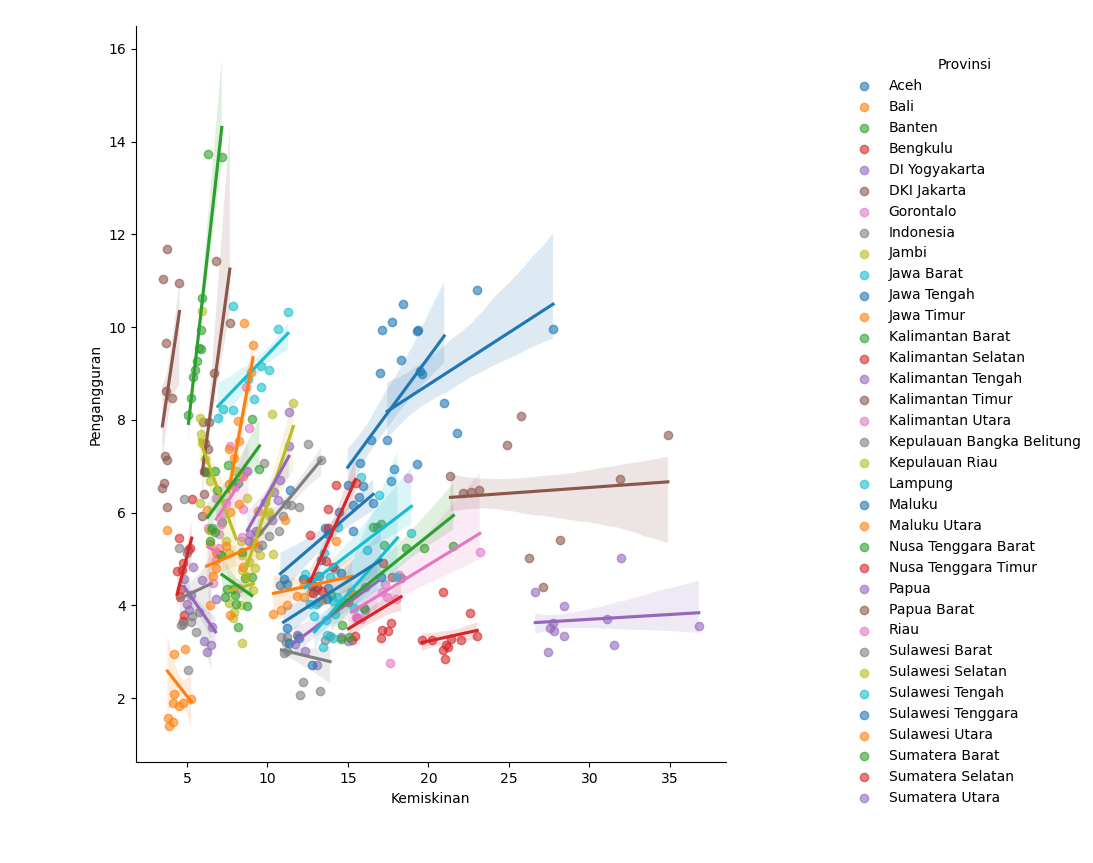 16
14
12
10
8
6
4
2
Pengangguran
5
10
15
20
25
30
35
Kemiskinan
Provinsi
Aceh
Bali
Banten
Bengkulu
DI Yogyakarta
DKI Jakarta
Gorontalo
Indonesia
Jambi
Jawa Barat
Jawa Tengah
Jawa Timur
Kalimantan Barat
Kalimantan Selatan
Kalimantan Tengah
Kalimantan Timur
Kalimantan Utara
Kepulauan Bangka Belitung
Kepulauan Riau
Lampung
Maluku
Maluku Utara
Nusa Tenggara Barat
Nusa Tenggara Timur
Papua
Papua Barat
Riau
Sulawesi Barat
Sulawesi Selatan
Sulawesi Tengah
Sulawesi Tenggara
Sulawesi Utara
Sumatera Barat
Sumatera Selatan
Sumatera Utara